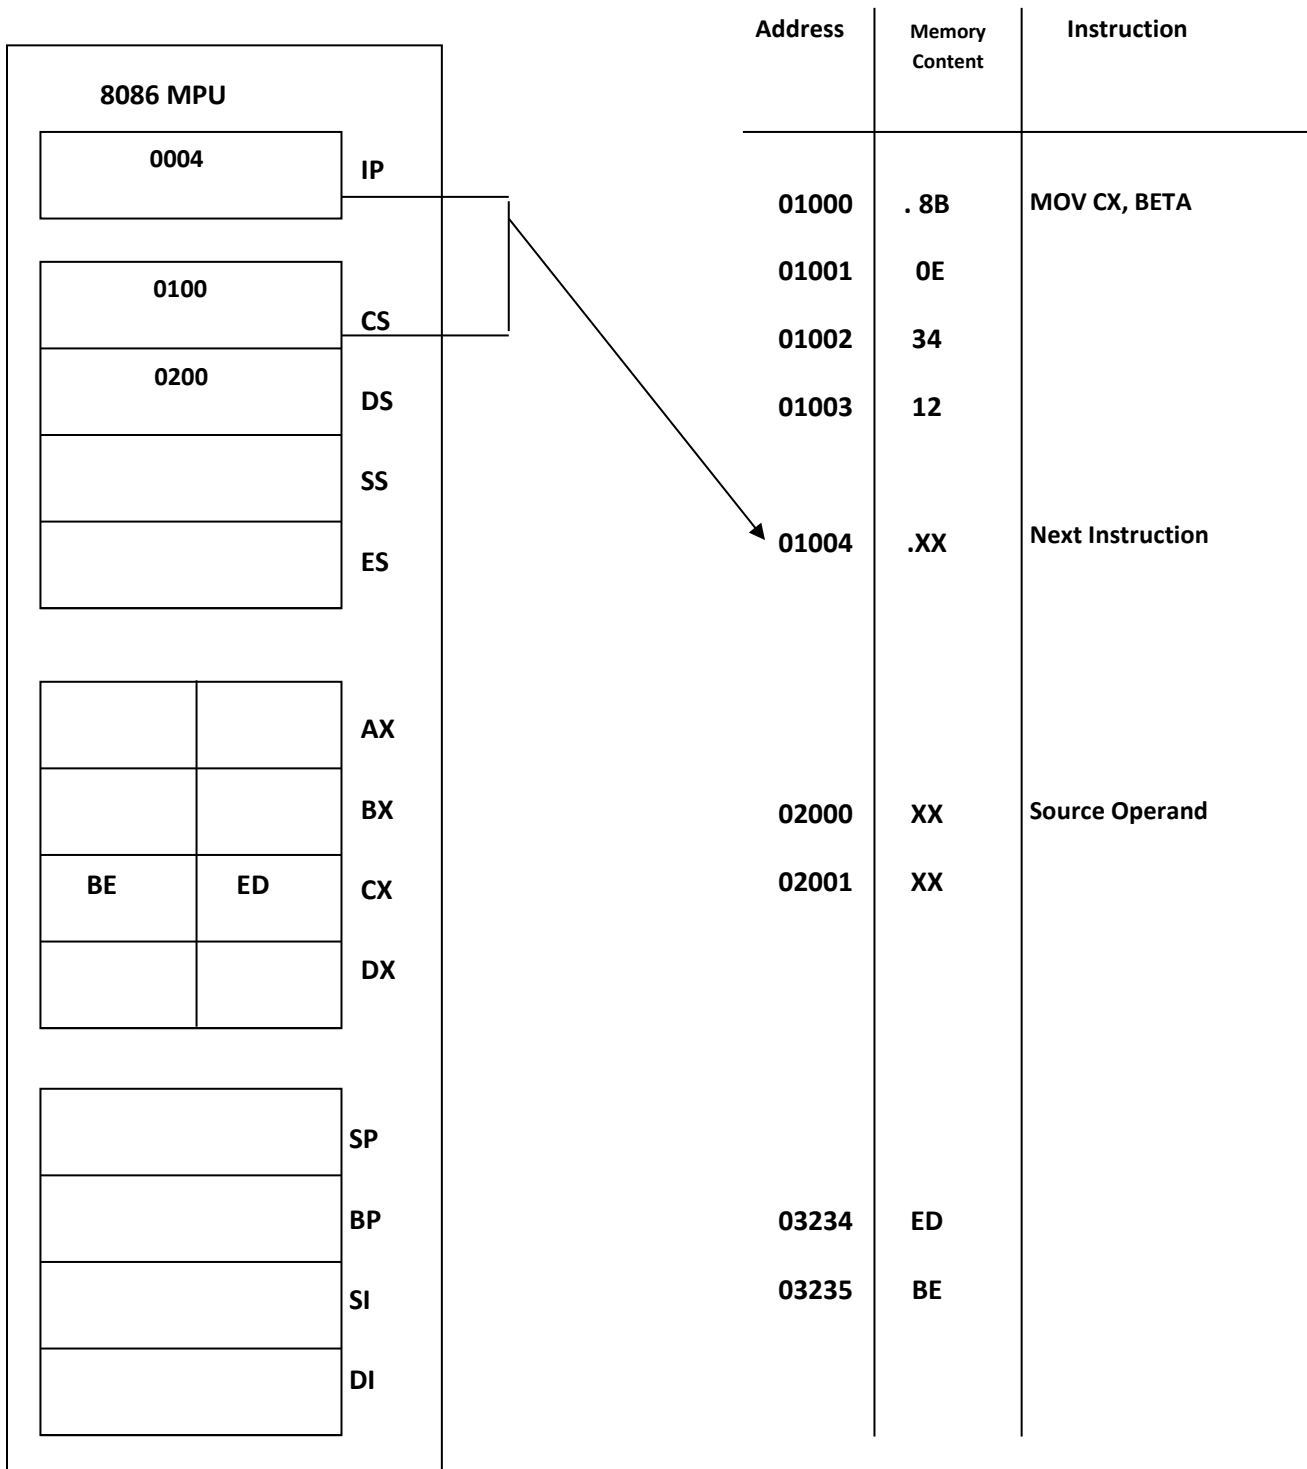 8086 MPU
0004
IP
0100
CS
0200
DS
SS
ES
AX
BX
BE ED CX
DX
SP
BP
SI
DI
Address Memory Content Instruction
01000 . 8B MOV CX, BETA
01001 0E
01002 34
01003 12
01004 .XX Next Instruction
02000 XX Source Operand
02001 XX
03234 ED
03235 BE